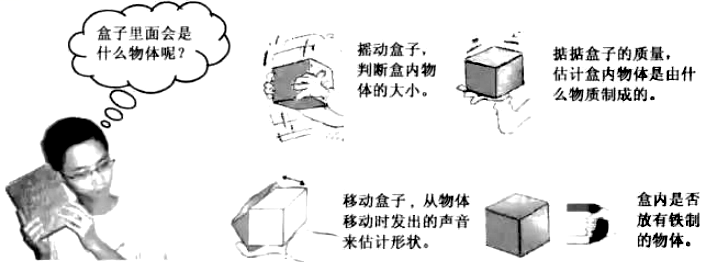 盒子里面会是
什么物体呢？
摇动盒子，
判断盒内物
体的大小。
掂掂盒子的质量，
估计盒内物体是由什
么物质制成的。
移动盒子，从物体
移动时发出的声音
来估计形状。
盒内是否
放有铁制
的物体。